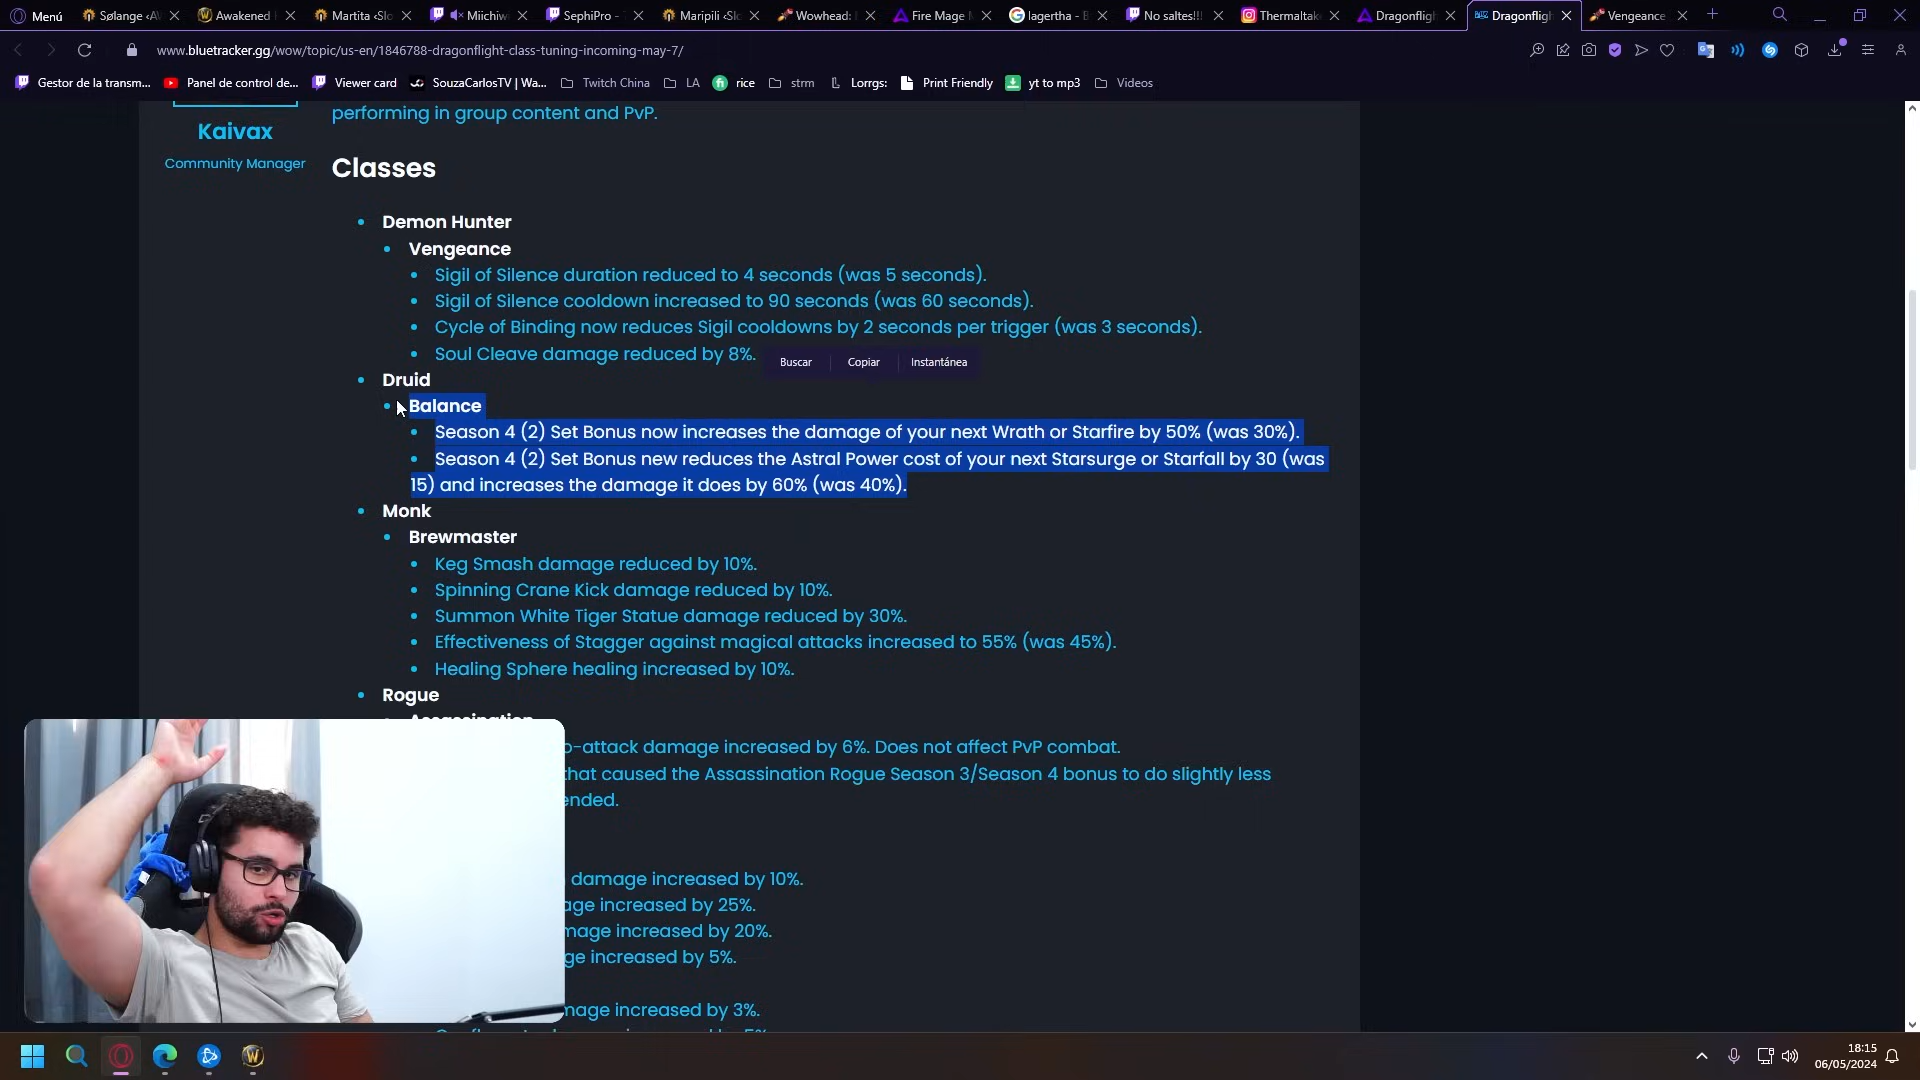 Menú
Sølange ‹A
Awakened
Martita ‹Slo
Miichiw
SephiPro -
Maripili ‹Slo
Wowhead:
Fire Mage
lagertha - B
No saltes!!!
Thermaltak
Dragonflig
Dragonfligh
Vengeance
www.bluetracker.gg/wow/topic/us-en/1846788-dragonflight-class-tuning-incoming-may-7/
Gestor de la transm...
Panel de control de...
Viewer card
SouzaCarlosTV | Wa...
Twitch China
LA
rice
strm
Lorrgs:
Print Friendly
yt to mp3
Videos
performing in group content and PvP.
Kaivax
Community Manager
Classes
Demon Hunter
Vengeance
Sigil of Silence duration reduced to 4 seconds (was 5 seconds).
Sigil of Silence cooldown increased to 90 seconds (was 60 seconds).
Cycle of Binding now reduces Sigil cooldowns by 2 seconds per trigger (was 3 seconds).
Soul Cleave damage reduced by 8%.
Buscar
Copiar
Instantánea
Druid
Balance
Season 4 (2) Set Bonus now increases the damage of your next Wrath or Starfire by 50% (was 30%).
Season 4 (2) Set Bonus new reduces the Astral Power cost of your next Starsurge or Starfall by 30 (was
15) and increases the damage it does by 60% (was 40%).
Monk
Brewmaster
Keg Smash damage reduced by 10%.
Spinning Crane Kick damage reduced by 10%.
Summon White Tiger Statue damage reduced by 30%.
Effectiveness of Stagger against magical attacks increased to 55% (was 45%).
Healing Sphere healing increased by 10%.
Rogue
Assassination
o-attack damage increased by 6%. Does not affect PvP combat.
that caused the Assassination Rogue Season 3/Season 4 bonus to do slightly less
ended.
damage increased by 10%.
age increased by 25%.
mage increased by 20%.
ge increased by 5%.
mage increased by 3%.
18:15
06/05/2024